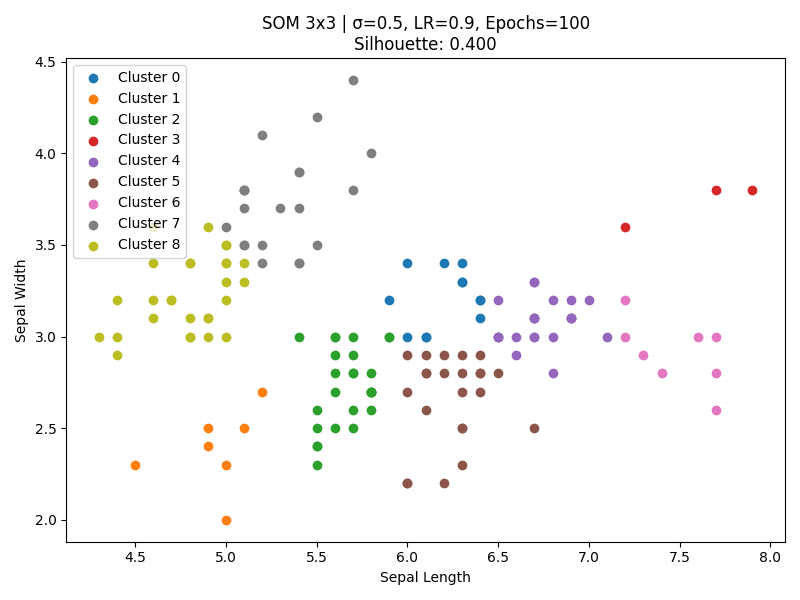 SOM 3x3 | σ=0.5, LR=0.9, Epochs=100
Silhouette: 0.400
Cluster 0
Cluster 1
Cluster 2
Cluster 3
Cluster 4
Cluster 5
Cluster 6
Cluster 7
Cluster 8
4.5
4.0
3.5
3.0
2.5
2.0
Sepal Width
4.5 5.0 5.5 6.0 6.5 7.0 7.5 8.0
Sepal Length